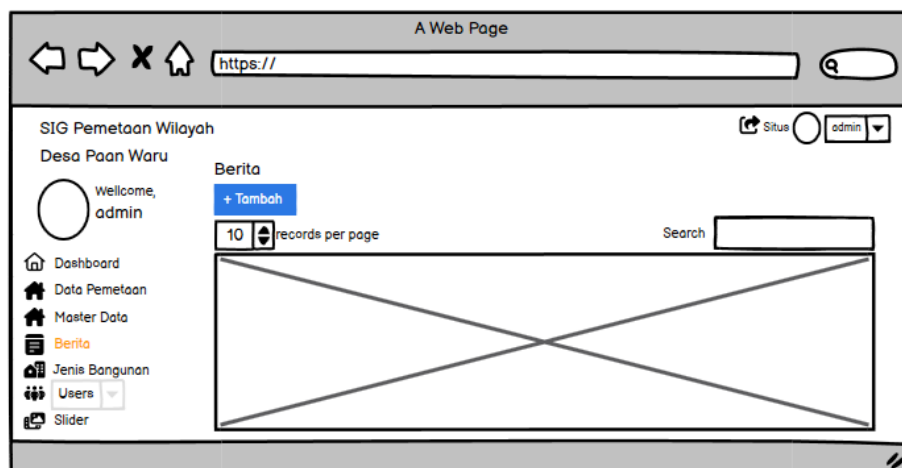 A Web Page
https://
SIG Pemetaan Wilayah
Desa Paan Waru
Situs
admin
Wellcome,
admin
Dashboard
Data Pemetaan
Master Data
Berita
Jenis Bangunan
Users
Slider
Berita
+ Tambah
10 records per page
Search